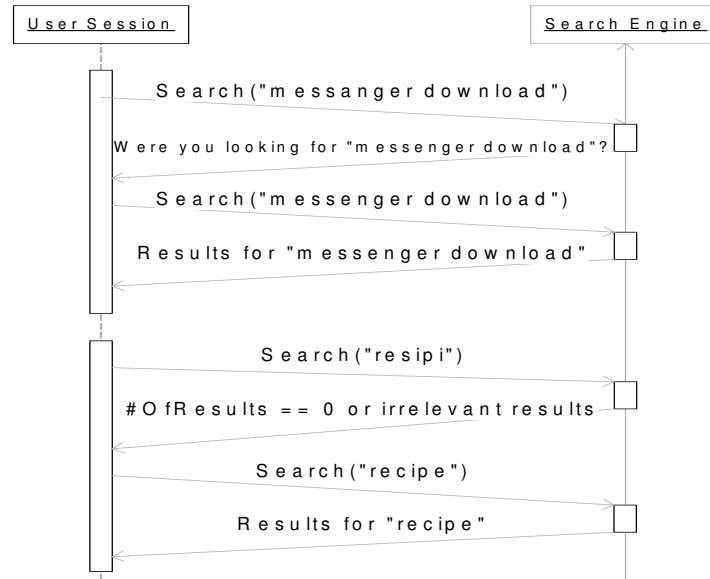 User Session
Search Engine
Search("messanger download")
Were you looking for "messenger download"?
Search("messenger download")
Results for "messenger download"
Search("resipi")
#OfResults == 0 or irrelevant results
Search("recipe")
Results for "recipe"